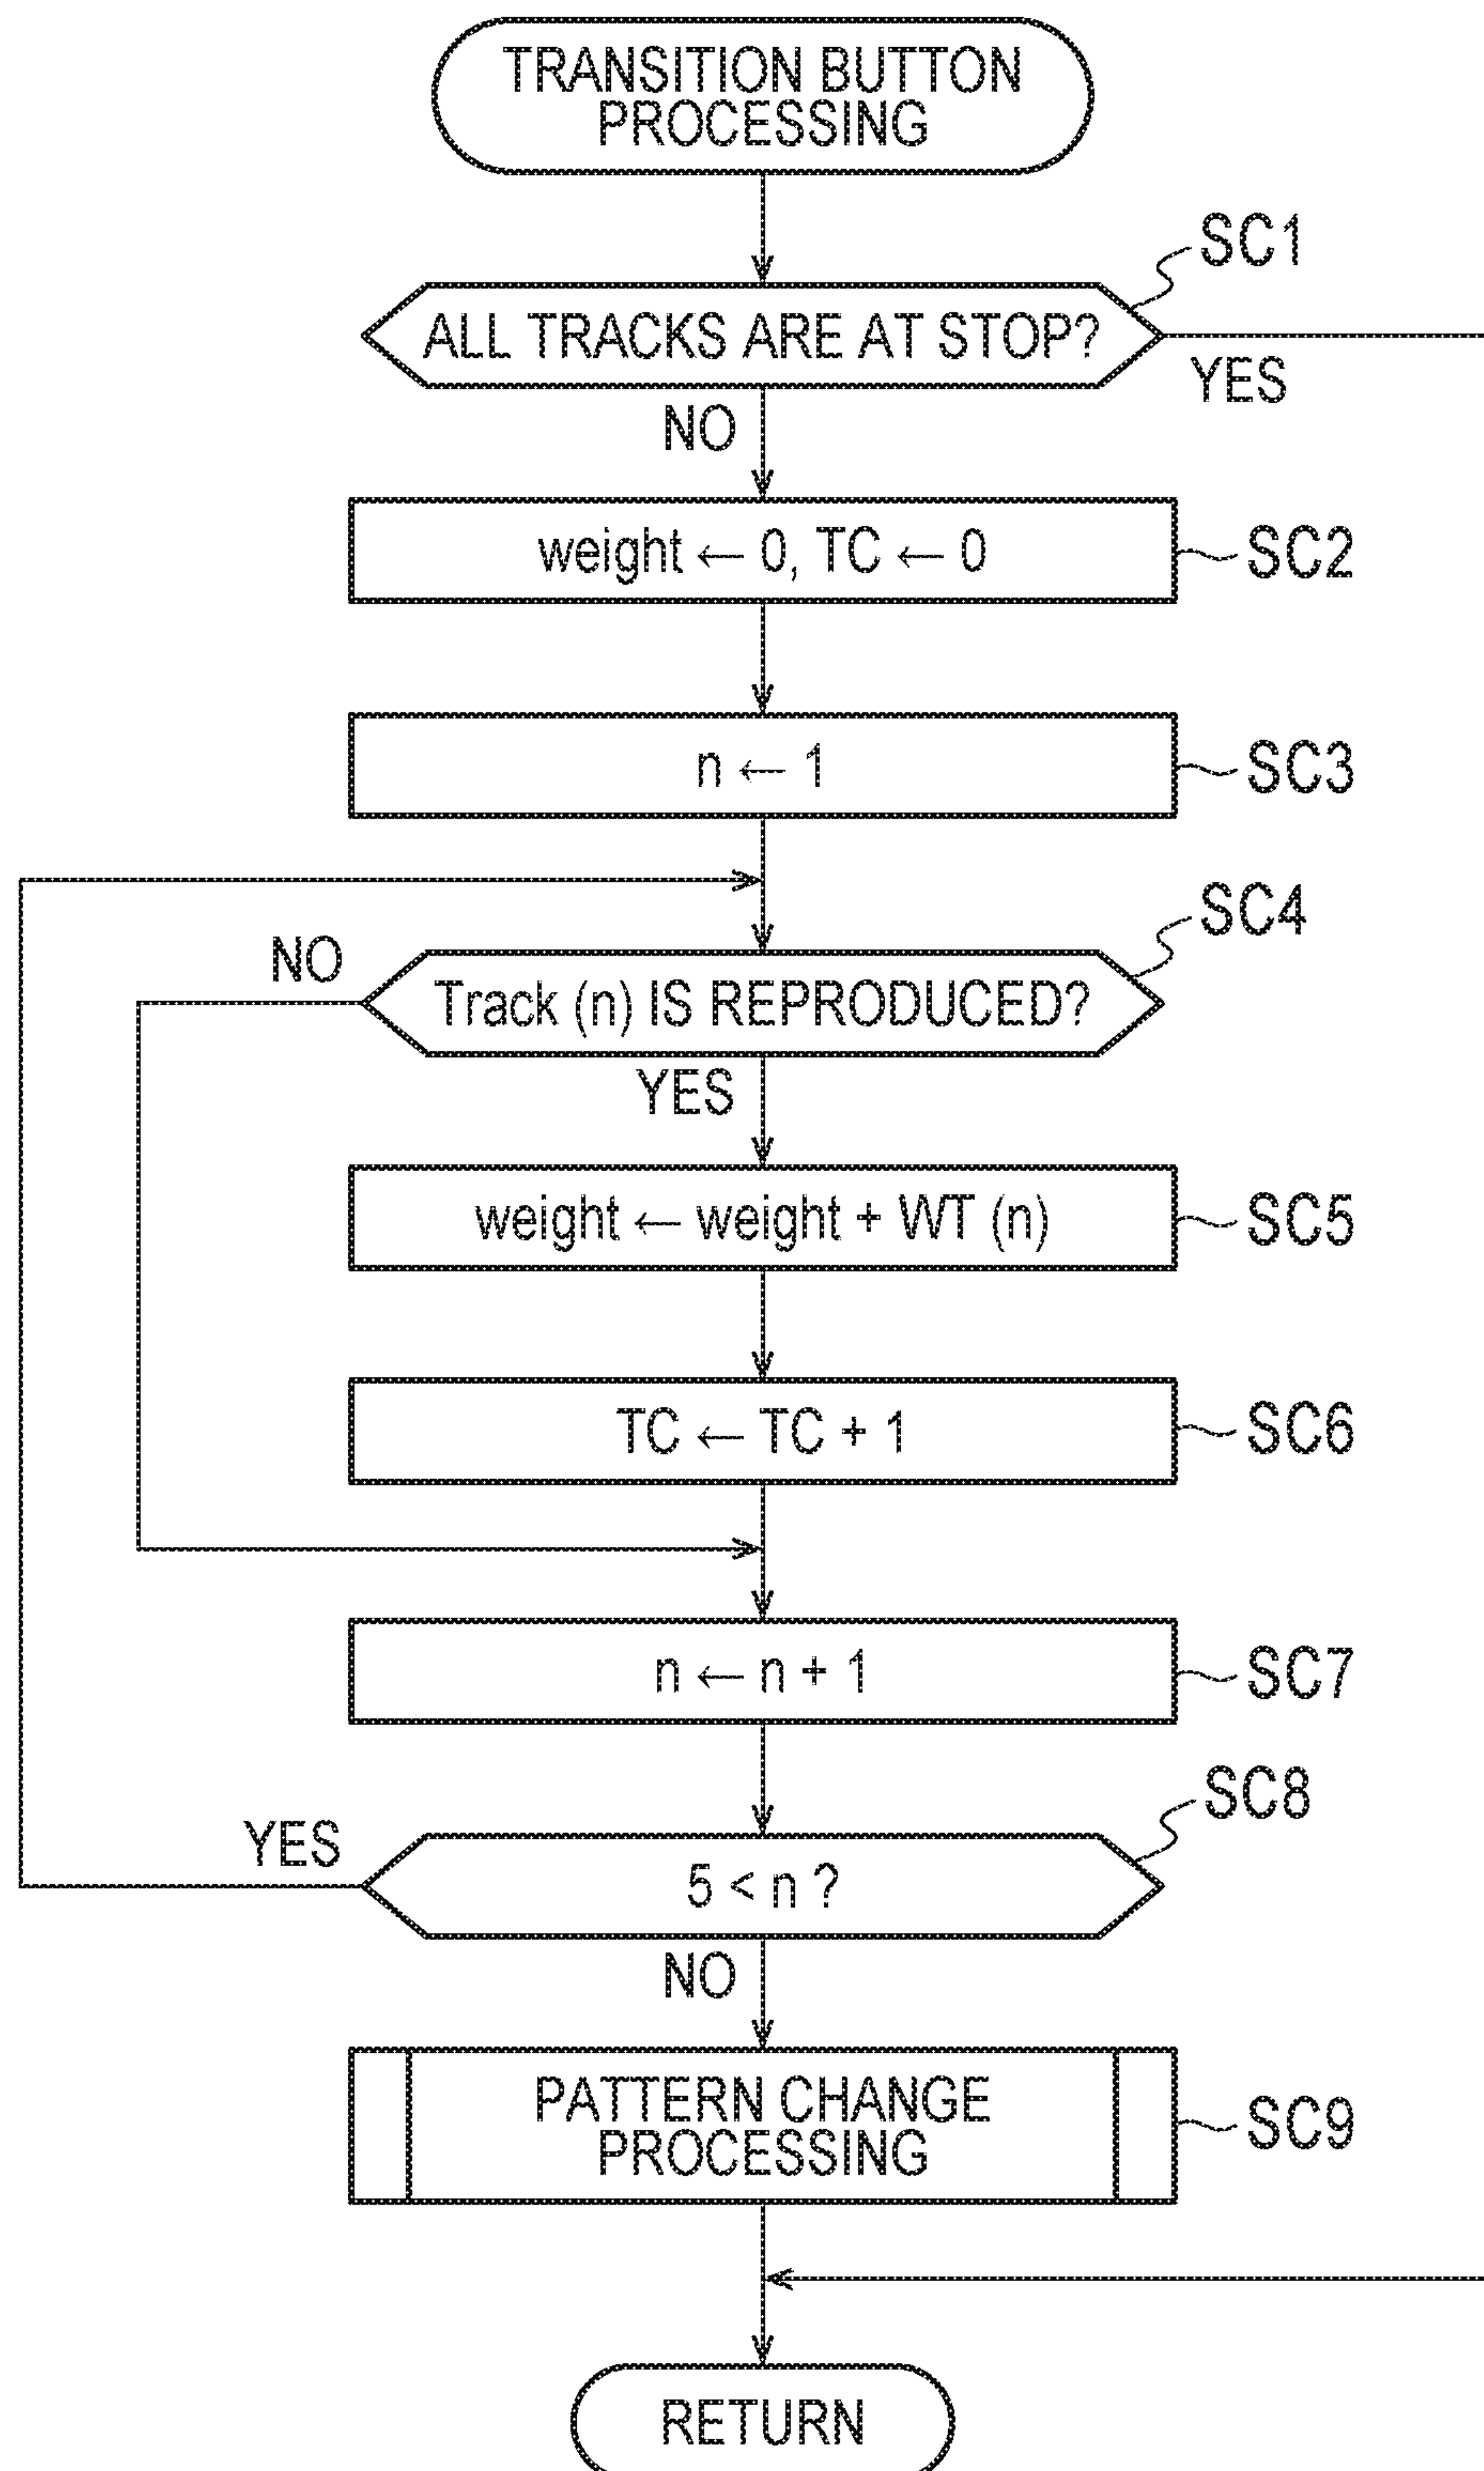 TRANSITION BUTTON
PROCESSING
SC1
ALL TRACKS ARE AT STOP?
YES
NO
weight ← 0, TC ← 0
SC2
n ← 1
SC3
SC4
NO
Track (n) IS REPRODUCED?
YES
weight ← weight + WT (n)
SC5
TC ← TC + 1
SC6
n ← n + 1
SC7
SC8
YES
5 < n ?
NO
PATTERN CHANGE
PROCESSING
SC9
RETURN